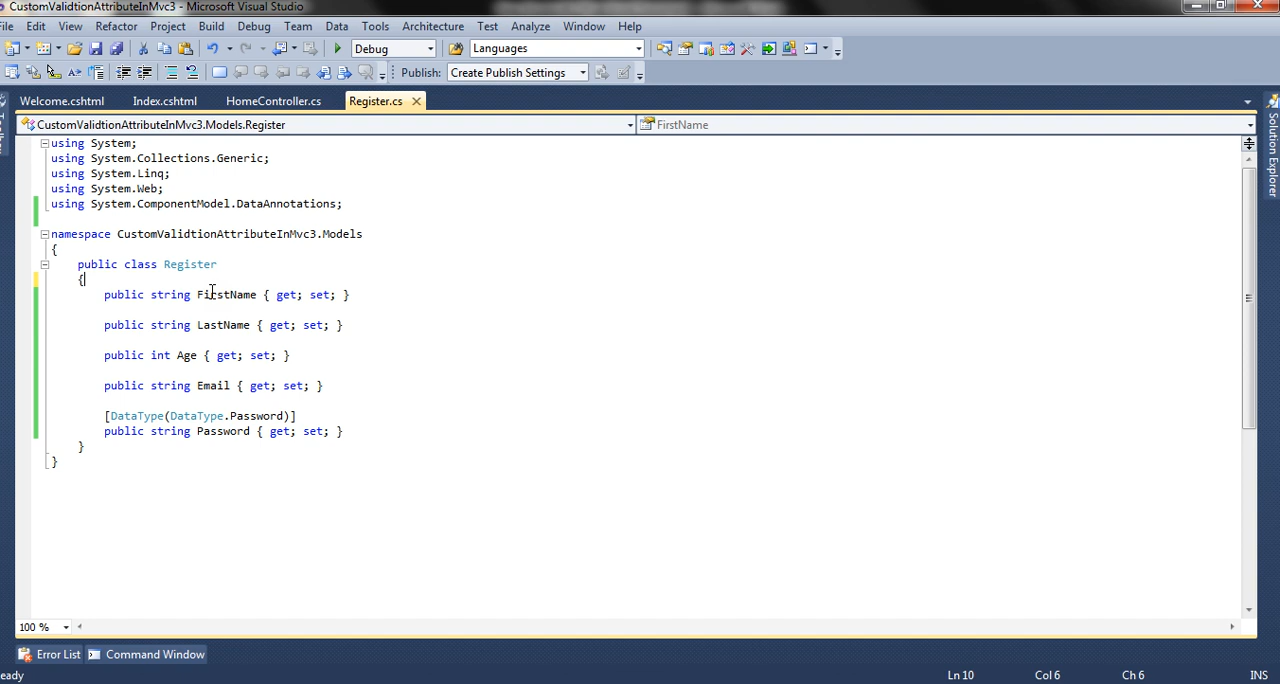 CustomValidtionAttributeInMvc3 - Microsoft Visual Studio
File Edit View Refactor Project Build Debug Team Data Tools Architecture Test Analyze Window Help
Debug Languages
Publish: Create Publish Settings
Welcome.cshtml Index.cshtml HomeController.cs Register.cs
CustomValidtionAttributeInMvc3.Models.Register FirstName
using System;
using System.Collections.Generic;
using System.Linq;
using System.Web;
using System.ComponentModel.DataAnnotations;
namespace CustomValidtionAttributeInMvc3.Models
{
public class Register
{
public string FirstName { get; set; }
public string LastName { get; set; }
public int Age { get; set; }
public string Email { get; set; }
[DataType(DataType.Password)]
public string Password { get; set; }
}
}
Solution Explorer
100 %
Error List Command Window
eady Ln 10 Col 6 Ch 6 INS